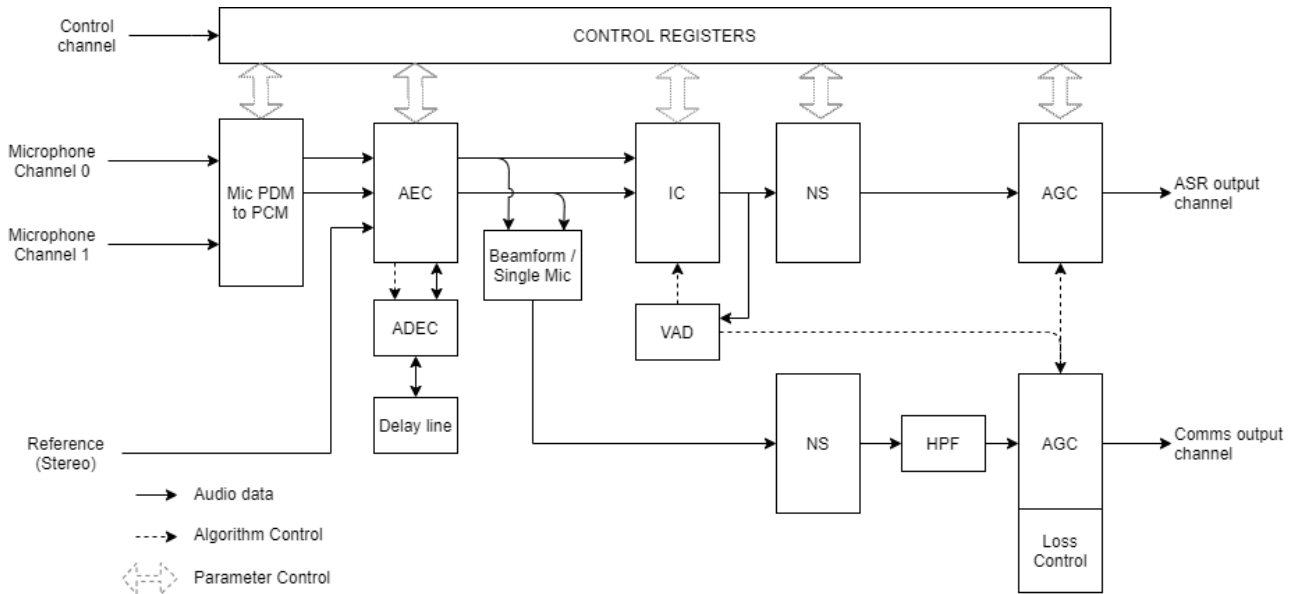 Control
channel
CONTROL REGISTERS
Microphone
Channel 0
Mic PDM
to PCM
AEC
IC
NS
AGC
ASR output
channel
Microphone
Channel 1
Beamform /
Single Mic
ADEC
VAD
Delay line
Reference
(Stereo)
NS
HPF
AGC
Comms output
channel
Audio data
Algorithm Control
Loss
Control
Parameter Control